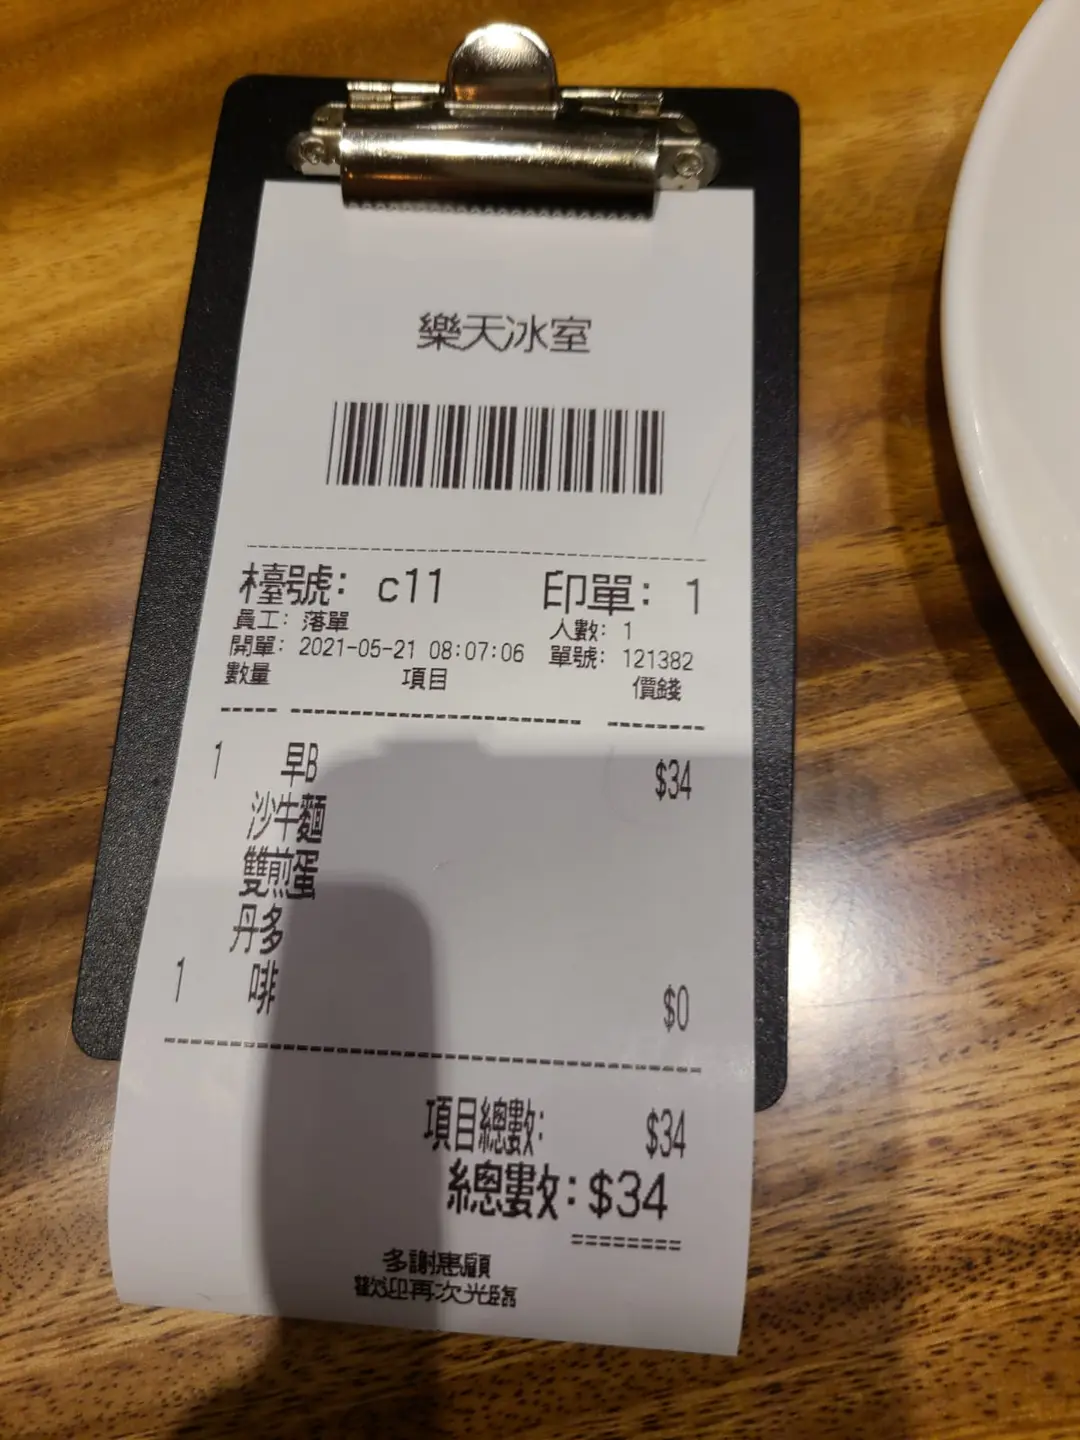 樂天冰室
檯號: c11 印單: 1
員工: 落單 人數: 1
開單: 2021-05-21 08:07:06 單號: 121382
數量 項目 價錢
1 早B $34
沙牛麵
雙煎蛋
丹多
1 啡 $0
項目總數: $34
總數: $34
多謝惠顧
歡迎再次光臨